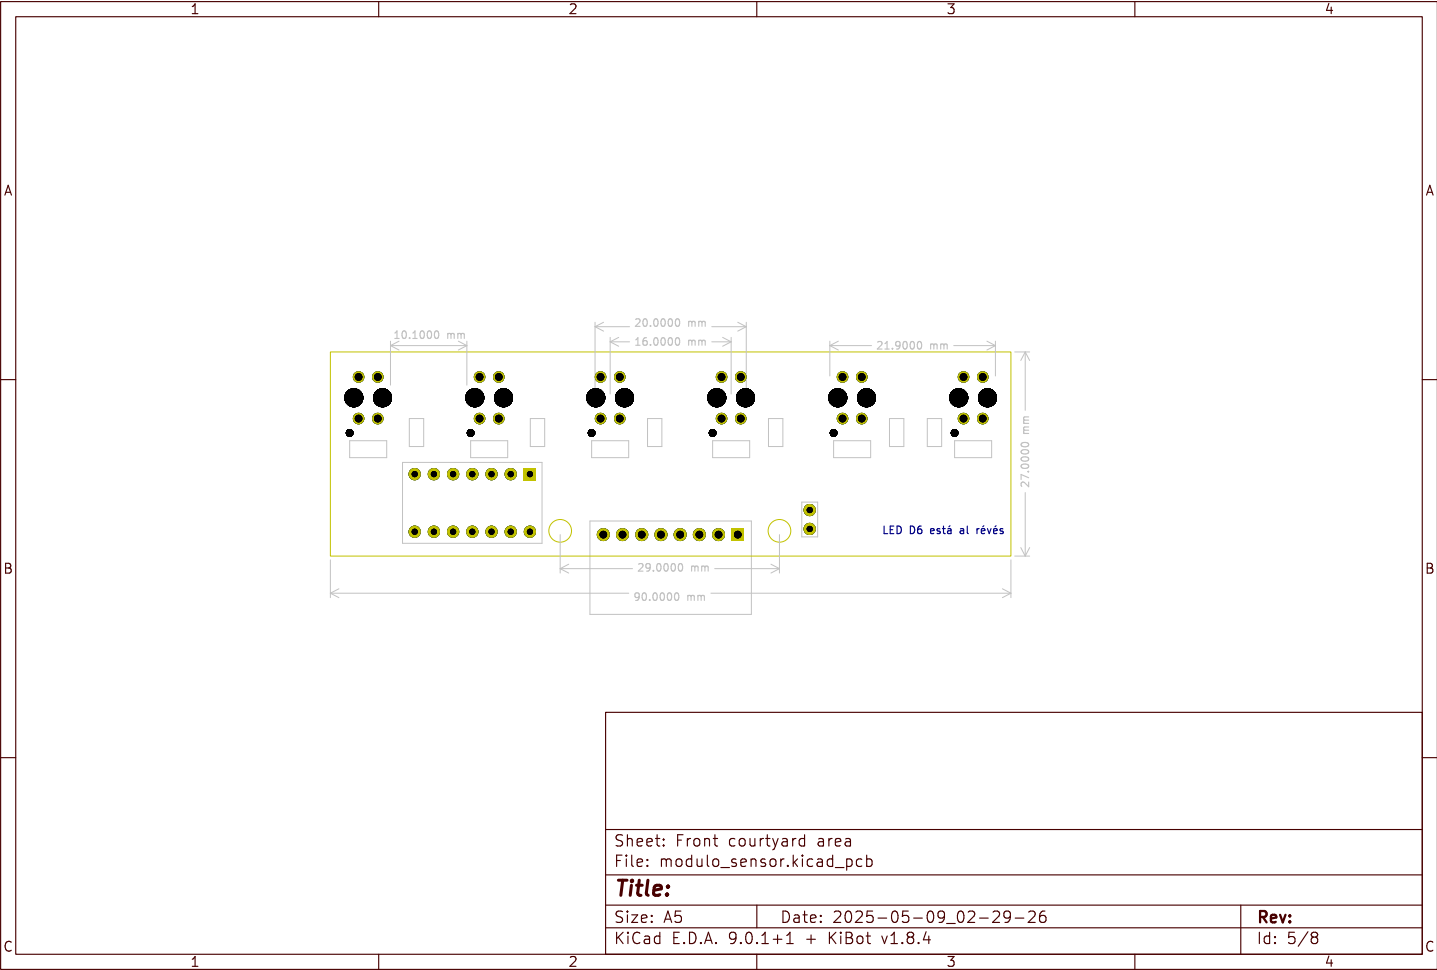 1 2 3 4
A A
20.0000 mm
10.1000 mm
16.0000 mm
21.9000 mm
27.0000 mm
LED D6 está al révés
29.0000 mm
B B
90.0000 mm
Sheet: Front courtyard area
File: modulo_sensor.kicad_pcb
Title:
Size: A5 Date: 2025-05-09_02-29-26 Rev:
KiCad E.D.A. 9.0.1+1 + KiBot v1.8.4 Id: 5/8
C C
1 2 3 4